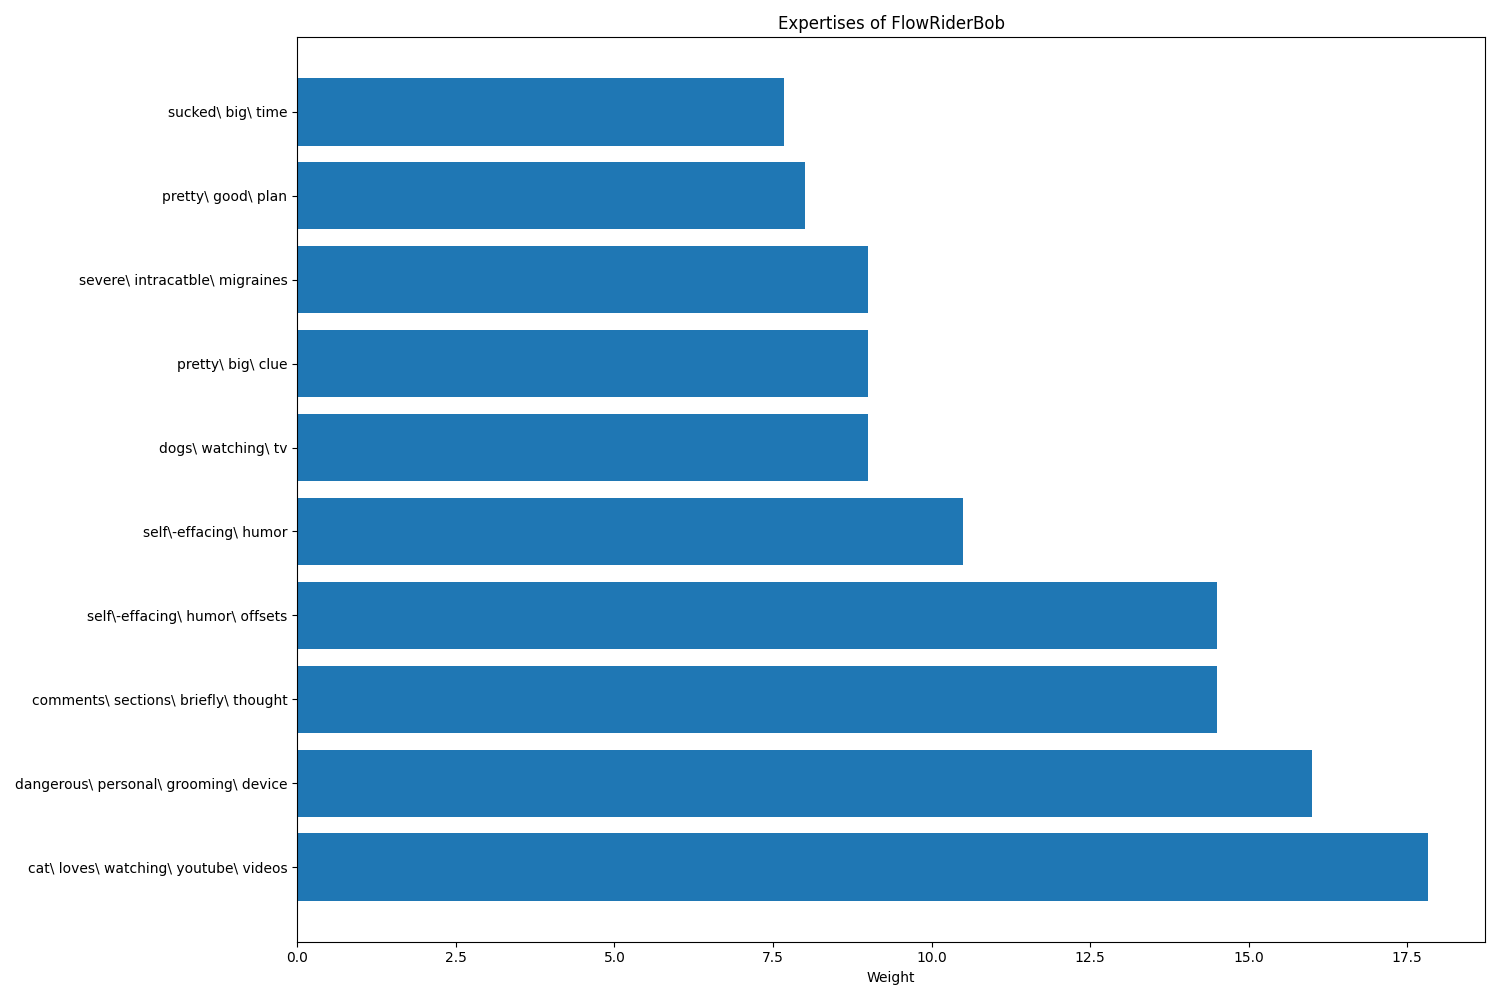 Expertises of FlowRiderBob
sucked\ big\ time
pretty\ good\ plan
severe\ intracatble\ migraines
pretty\ big\ clue
dogs\ watching\ tv
self\-effacing\ humor
self\-effacing\ humor\ offsets
comments\ sections\ briefly\ thought
dangerous\ personal\ grooming\ device
cat\ loves\ watching\ youtube\ videos
0.0 2.5 5.0 7.5 10.0 12.5 15.0 17.5
Weight